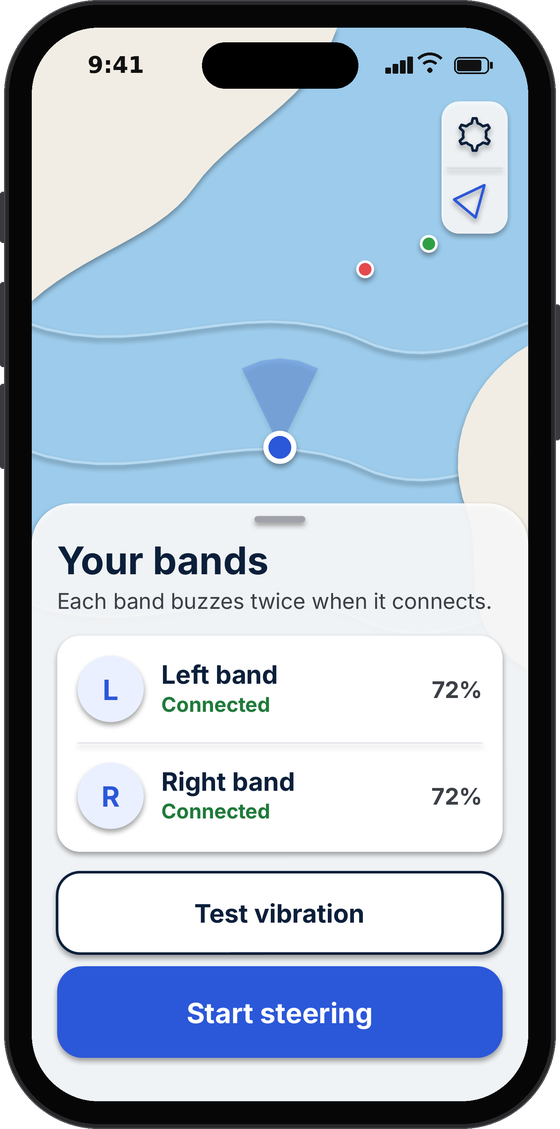 9:41
Your bands
Each band buzzes twice when it connects.
L
Left band
Connected
72%
R
Right band
Connected
72%
Test vibration
Start steering